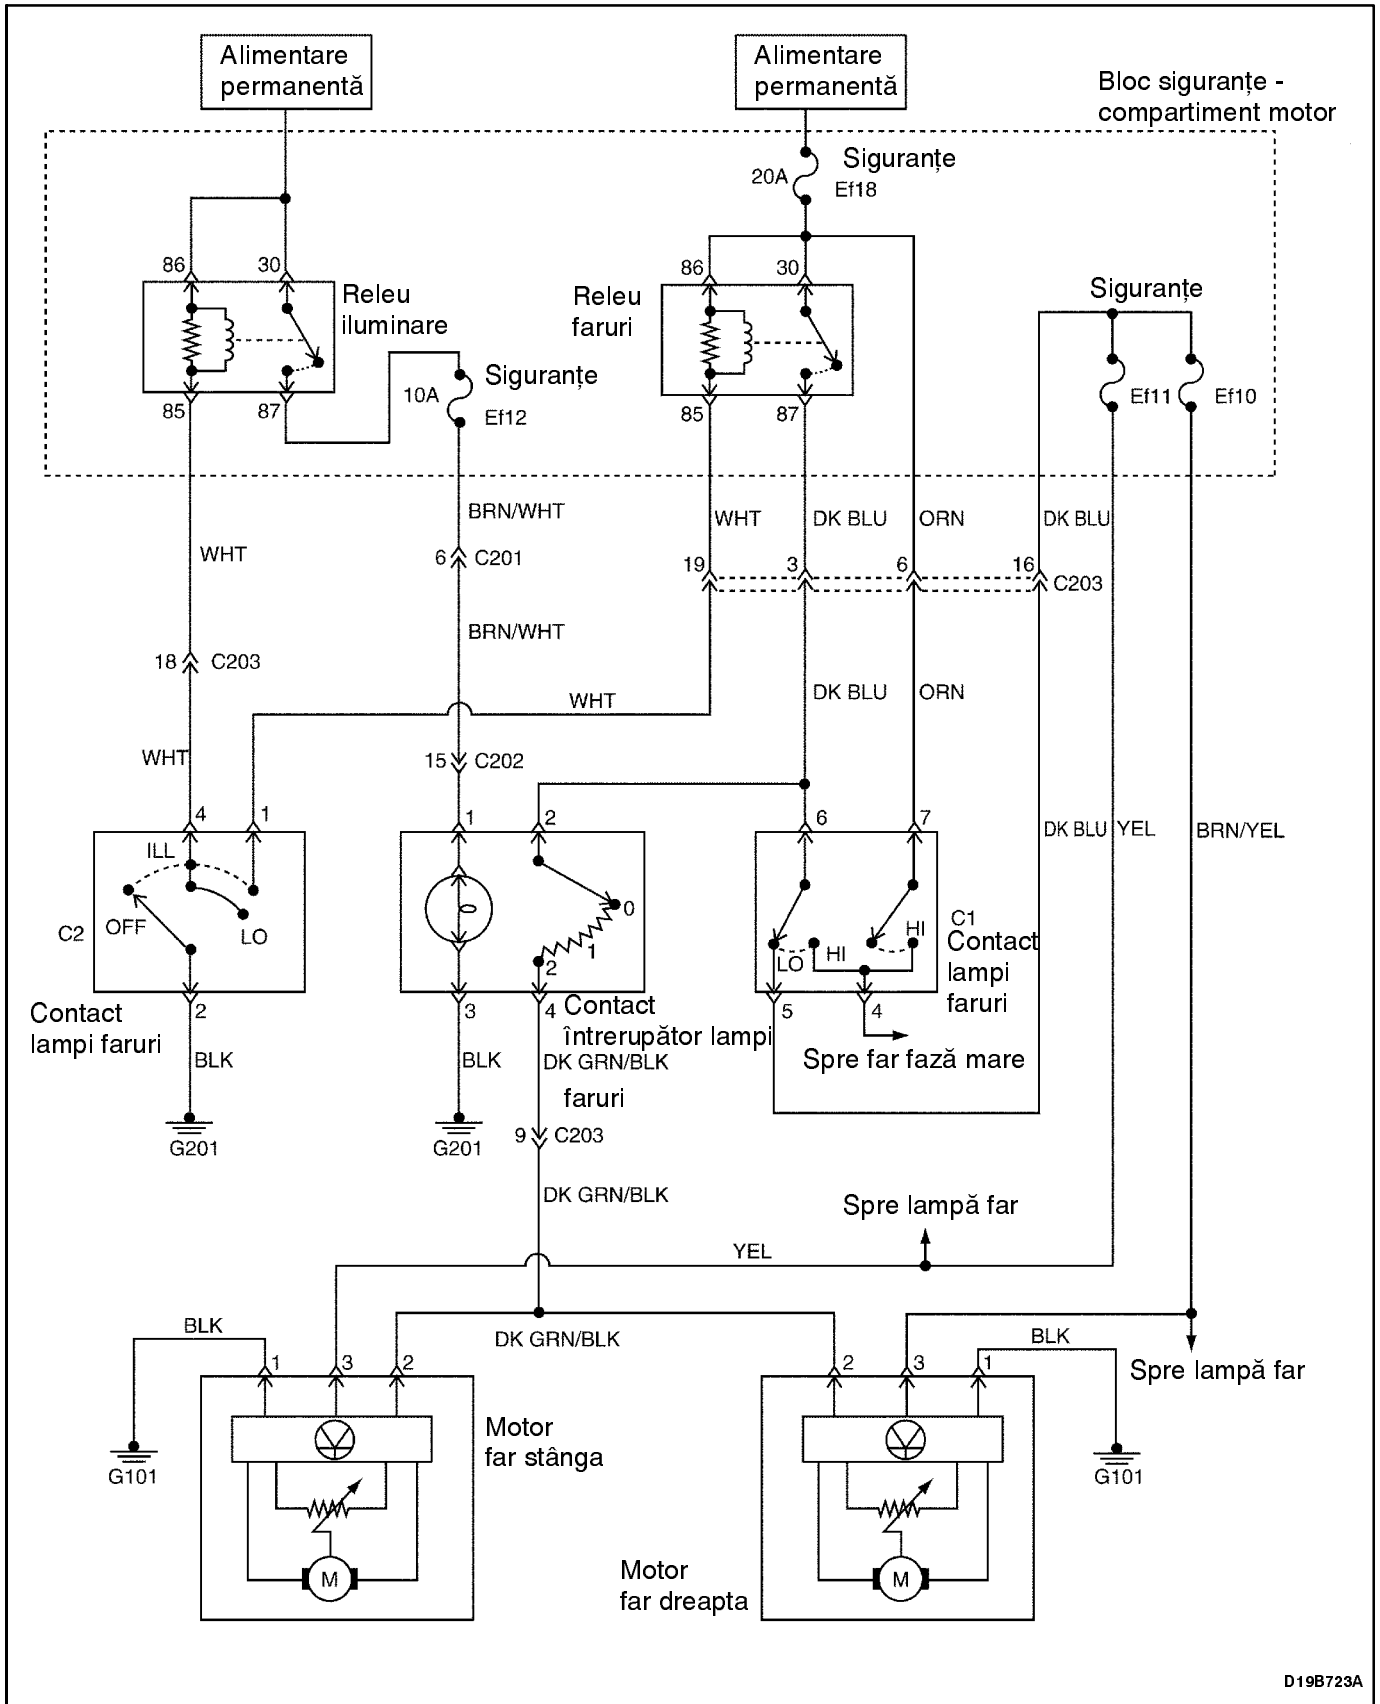 Alimentare
permanentă
Alimentare
permanentă
Bloc siguranțe -
compartiment motor
20A
Siguranțe
Ef18
86
30
Releu
iluminare
85
87
10A
Siguranțe
Ef12
86
30
Releu
faruri
85
87
Siguranțe
Ef11
Ef10
WHT
BRN/WHT
6
C201
BRN/WHT
WHT
DK BLU
ORN
DK BLU
19
3
6
16
C203
18
C203
WHT
WHT
DK BLU
ORN
15
C202
4
1
1
2
6
7
DK BLU
YEL
BRN/YEL
ILL
OFF
LO
C2
0
1
2
LO
HI
HI
C1
Contact
lampi
faruri
2
3
4
5
4
Contact
lampi faruri
Contact
întrerupător lampi
faruri
Spre far fază mare
BLK
BLK
DK GRN/BLK
G201
G201
9
C203
DK GRN/BLK
Spre lampă far
YEL
BLK
DK GRN/BLK
BLK
Spre lampă far
1
3
2
2
3
1
Motor
far stânga
G101
G101
M
Motor
far dreapta
M
D19B723A